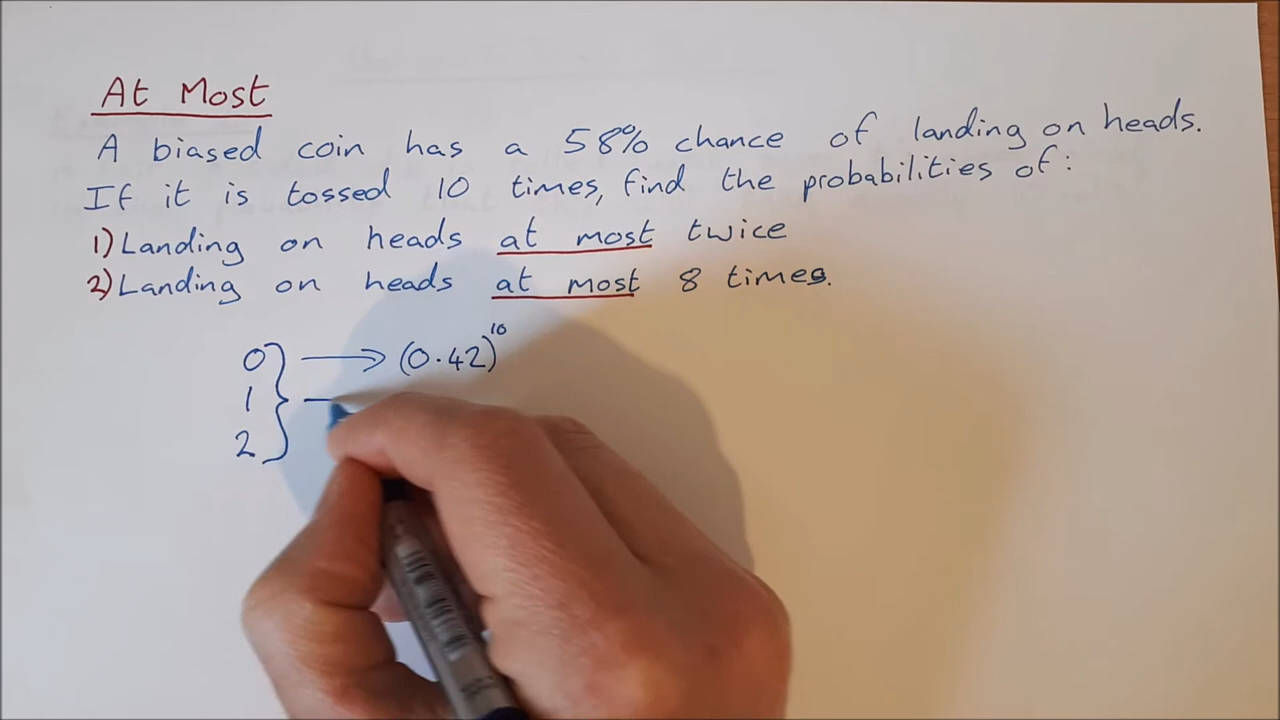 At Most
A biased coin has a 58% chance of landing on heads.
If it is tossed 10 times, find the probabilities of:
1) Landing on heads at most twice
2) Landing on heads at most 8 times.
0 } → (0.42)^10
1 } —
2 }